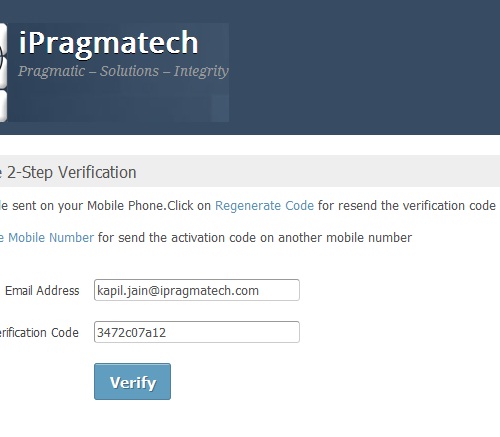 iPragmatech
Pragmatic – Solutions – Integrity
2-Step Verification
sent on your Mobile Phone.Click on Regenerate Code for resend the verification code
Mobile Number for send the activation code on another mobile number
Email Address kapil.jain@ipragmatech.com
Code 3472c07a12
Verify